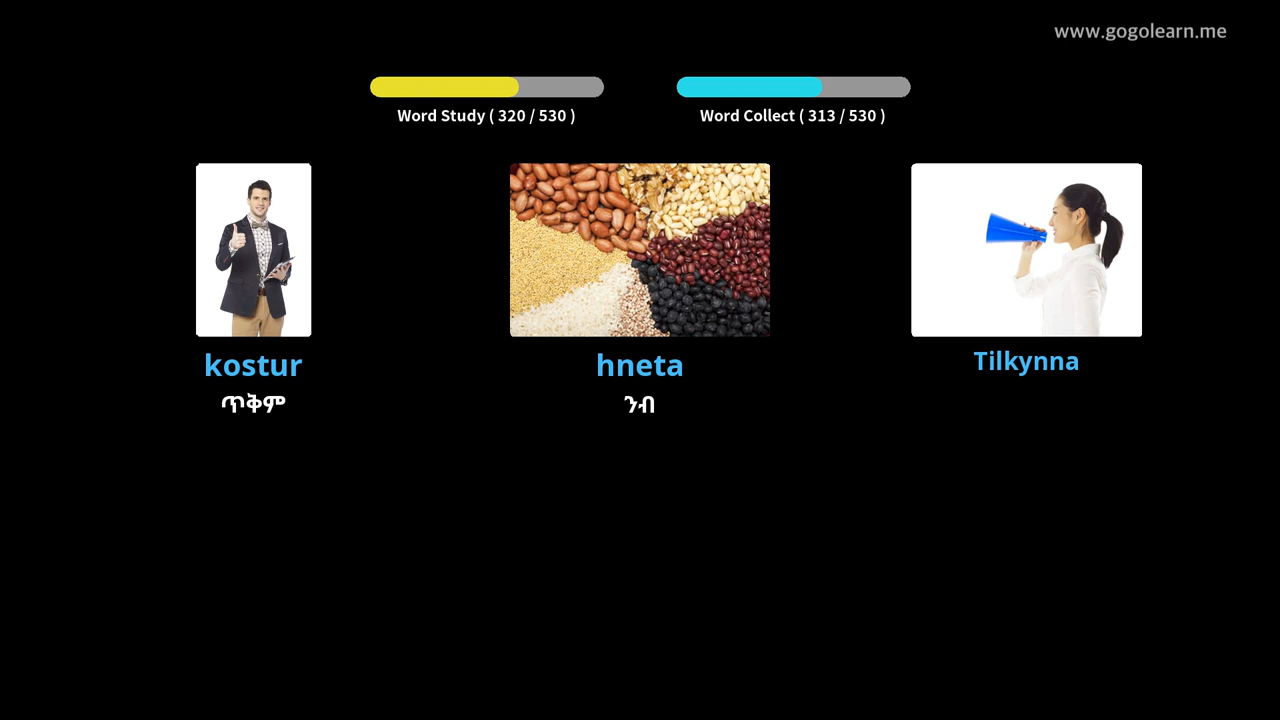 www.gogolearn.me
Word Study ( 320 / 530 )
Word Collect ( 313 / 530 )
kostur
hneta
Tilkynna
ጥቅም
ንብ